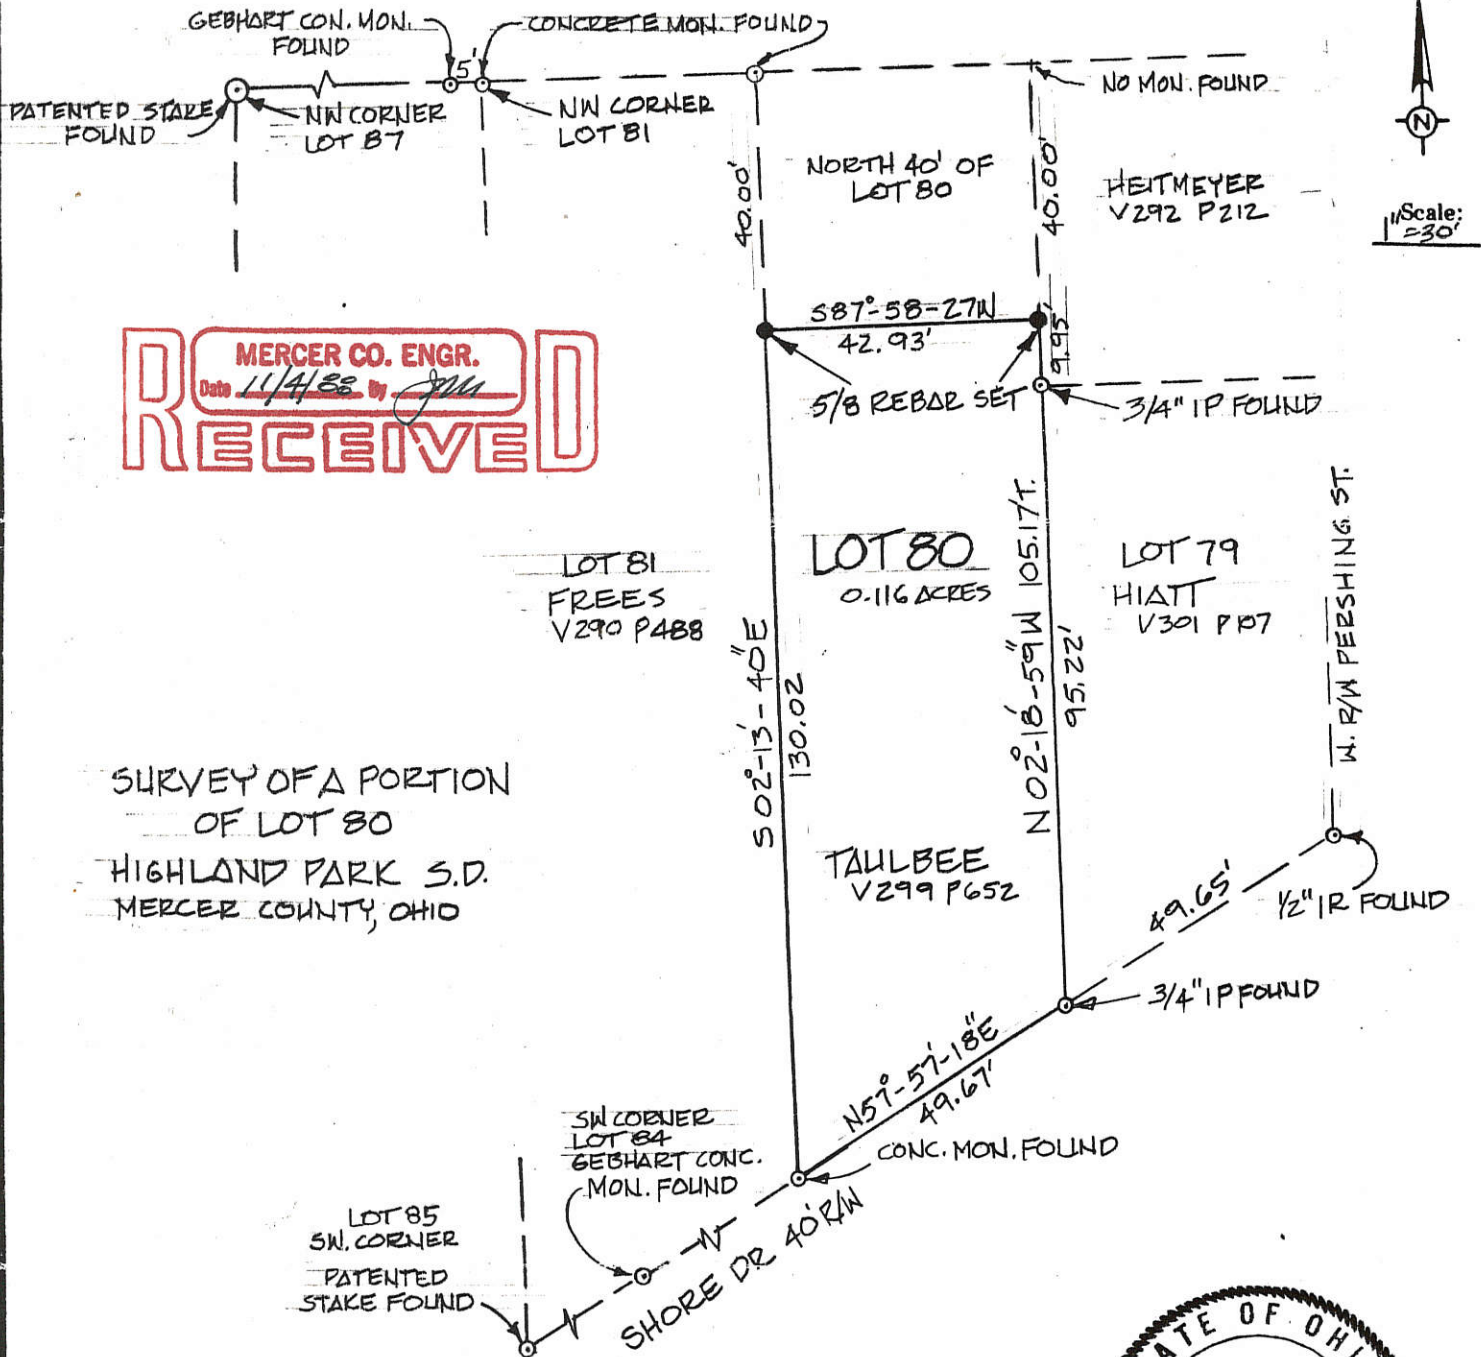 GEBHART CON. MON.
FOUND
CONCRETE MON. FOUND
5'
PATENTED STAKE
FOUND
NW CORNER
LOT 87
NW CORNER
LOT 81
NO MON. FOUND
N
1"=30'
Scale:
40.00'
NORTH 40' OF
LOT 80
40.00'
HEITMEYER
V292 P212
S87°-58-27W
42.93'
9.95'
5/8 REBAR SET
3/4" IP FOUND
MERCER CO. ENGR.
Date 11/4/88 By
RECEIVED
LOT 81
FREES
V290 P488
LOT 80
0.116 ACRES
LOT 79
HIATT
V301 P107
W. R/W PERSHING ST.
S 02°-13'-40"E
130.02
N 02°-18'-59"W 105.17'T.
95.22'
SURVEY OF A PORTION
OF LOT 80
HIGHLAND PARK S.D.
MERCER COUNTY, OHIO
TAULBEE
V299 P652
49.65'
1/2" IR FOUND
3/4" IP FOUND
N57°-57'-18"E
49.67'
CONC. MON. FOUND
SW CORNER
LOT 84
GEBHART CONC.
MON. FOUND
LOT 85
SW. CORNER
PATENTED
STAKE FOUND
SHORE DR 40' R/W
ATE OF OHI